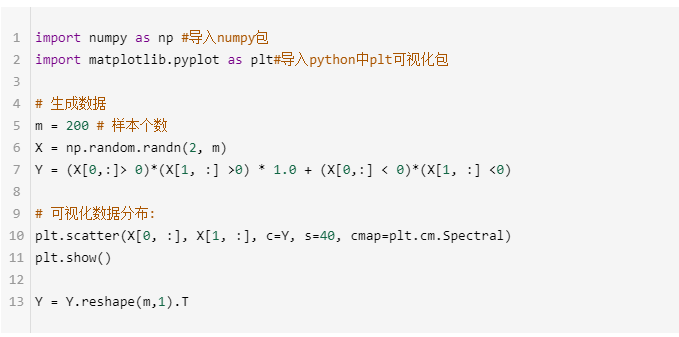 1 import numpy as np #导入numpy包
2 import matplotlib.pyplot as plt#导入python中plt可视化包
3
4 # 生成数据
5 m = 200 # 样本个数
6 X = np.random.randn(2, m)
7 Y = (X[0,:]> 0)*(X[1, :] >0) * 1.0 + (X[0,:] < 0)*(X[1, :] <0)
8
9 # 可视化数据分布:
10 plt.scatter(X[0, :], X[1, :], c=Y, s=40, cmap=plt.cm.Spectral)
11 plt.show()
12
13 Y = Y.reshape(m,1).T